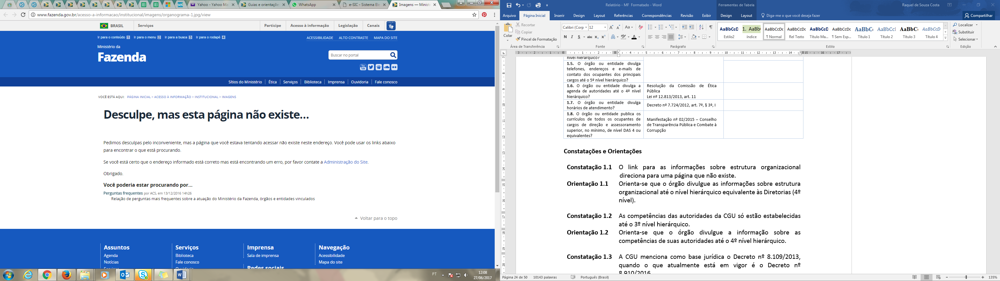 Yahoo - Yahoo Ma
Guias e orientaçõe
WhatsApp
e-SIC - Sistema Ele
Imagens — Minist
www.fazenda.gov.br/acesso-a-informacao/institucional/imagens/organograma-1.jpg/view
BRASIL Serviços Participe Acesso à informação Legislação Canais
Ir para o conteúdo 1 Ir para o menu 2 Ir para a busca 3 Ir para o rodapé 4
ACESSIBILIDADE ALTO CONTRASTE MAPA DO SITE
Ministério da
Fazenda
Buscar no portal
Sítios do Ministério Ética Serviços Biblioteca Imprensa Ouvidoria Fale conosco
VOCÊ ESTÁ AQUI: PÁGINA INICIAL > ACESSO À INFORMAÇÃO > INSTITUCIONAL > IMAGENS
Desculpe, mas esta página não existe...
Pedimos desculpas pelo inconveniente, mas a página que você estava tentando acessar não existe neste endereço. Você pode usar os links abaixo
para encontrar o que está procurando.
Se você está certo que o endereço informado está correto mas está encontrando um erro, por favor contate a Administração do Site.
Obrigado.
Você poderia estar procurando por...
Perguntas frequentes por ACS, em 13/12/2016 14h26
Relação de perguntas mais frequentes sobre a atuação do Ministério da Fazenda, órgãos e entidades vinculados
Voltar para o topo
Assuntos
Agenda
Notícias
Serviços
Biblioteca
Fale conosco
Ouvidoria
Imprensa
Sala de imprensa
Redes sociais
Navegação
Acessibilidade
Mapa do site
PT
12:08
27/06/2017
Relatório - MF Formatado - Word
Ferramentas de Tabela
Raquel de Souza Costa
Arquivo Página Inicial Inserir Design Layout Referências Correspondências Revisão Exibir Design Layout Diga-me o que você deseja fazer Compartilhar
Colar
Recortar
Copiar
Pincel de Formatação
Área de Transferência
Calibri (Corp 12
N I S abc x₂ x²
Fonte
Parágrafo
AaBbCcD Estilo2
1. AaBb índice
AaBbCcDc ¶ Normal
AaBbCcDc Rel Texto
AaBbCcD Título Ma...
AaBbCcDc ¶ Sem Esp...
AaBbC Título 1
AaBbCcI Título 2
AaBbCc Título 3
AaBbCcD Título 4
Estilo
Localizar
Substituir
Selecionar
Edição
nível hierárquico?
1.5. O órgão ou entidade divulga
telefones, endereços e e-mails de
contato dos ocupantes dos principais
cargos até o 5º nível hierárquico?
1.6. O órgão ou entidade divulga a
agenda de autoridades até o 4º nível
hierárquico?
Resolução da Comissão de Ética
Pública
Lei nº 12.813/2013, art. 11
1.7. O órgão ou entidade divulga
horários de atendimento?
Decreto nº 7.724/2012, art. 7º, § 3º, I
1.8. O órgão ou entidade publica os
currículos de todos os ocupantes de
cargos de direção e assessoramento
superior, no mínimo, de nível DAS 4 ou
equivalentes?
Manifestação nº 02/2015 – Conselho
de Transparência Pública e Combate à
Corrupção
Constatações e Orientações
Constatação 1.1 O link para as informações sobre estrutura organizacional
direciona para uma página que não existe.
Orientação 1.1 Orienta-se que o órgão divulgue as informações sobre estrutura
organizacional até o nível hierárquico equivalente às Diretorias (4º
nível).
Constatação 1.2 As competências das autoridades da CGU só estão estabelecidas
até o 3º nível hierárquico.
Orientação 1.2 Orienta-se que o órgão divulgue a informação sobre as
competências de suas autoridades até o 4º nível hierárquico.
Constatação 1.3 A CGU menciona como base jurídica o Decreto nº 8.109/2013,
quando o que atualmente está em vigor é o Decreto nº
8.910/2016
Página 24 de 50 10143 palavras Português (Brasil) 135%